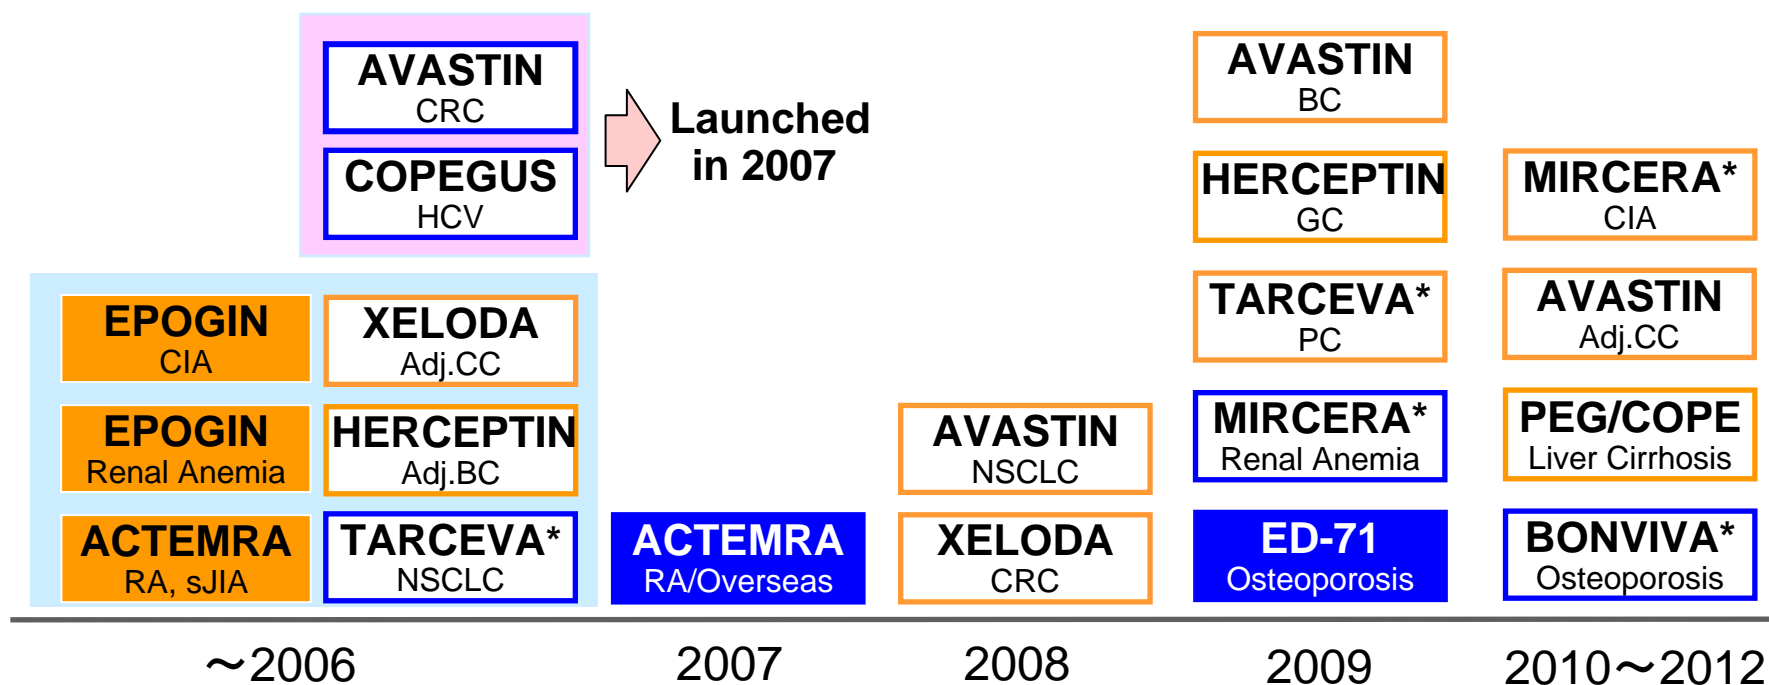 AVASTIN
CRC
COPEGUS
HCV
Launched
in 2007
EPOGIN
CIA
XELODA
Adj.CC
EPOGIN
Renal Anemia
HERCEPTIN
Adj.BC
ACTEMRA
RA, sJIA
TARCEVA*
NSCLC
ACTEMRA
RA/Overseas
AVASTIN
NSCLC
XELODA
CRC
AVASTIN
BC
HERCEPTIN
GC
TARCEVA*
PC
MIRCERA*
Renal Anemia
ED-71
Osteoporosis
MIRCERA*
CIA
AVASTIN
Adj.CC
PEG/COPE
Liver Cirrhosis
BONVIVA*
Osteoporosis
~2006
2007
2008
2009
2010~2012